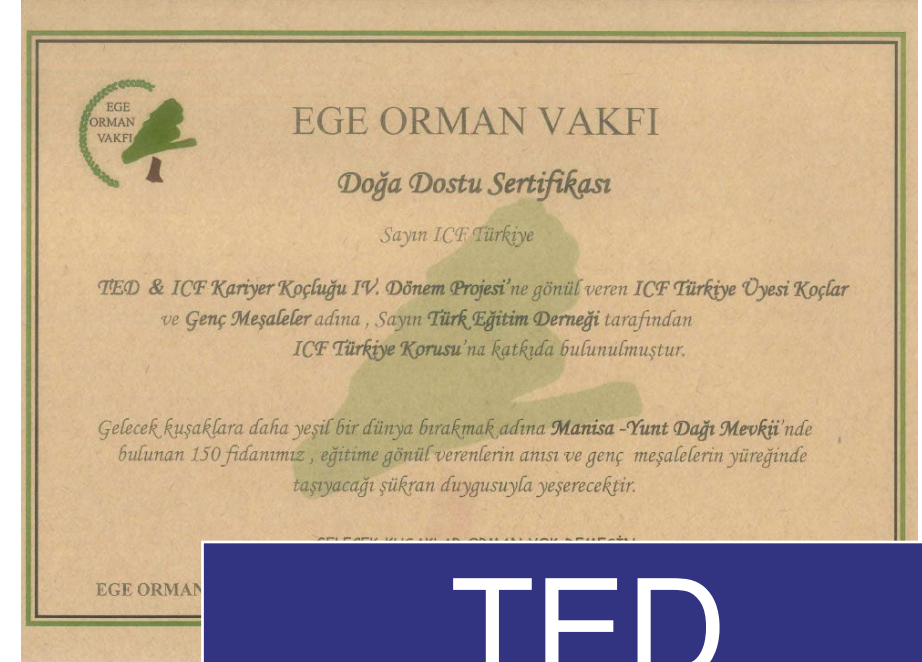 EGE
ORMAN
VAKFI
EGE ORMAN VAKFI
Doğa Dostu Sertifikası
Sayın ICF Türkiye
TED & ICF Kariyer Koçluğu IV. Dönem Projesi'ne gönül veren ICF Türkiye Üyesi Koçlar
ve Genç Meşaleler adına , Sayın Türk Eğitim Derneği tarafından
ICF Türkiye Korusu'na katkıda bulunulmuştur.
Gelecek kuşaklara daha yeşil bir dünya bırakmak adına Manisa -Yunt Dağı Mevkii'nde
bulunan 150 fidanımız , eğitime gönül verenlerin anısı ve genç meşalelerin yüreğinde
taşıyacağı şükran duygusuyla yeşerecektir.
EGE ORMAN
TED